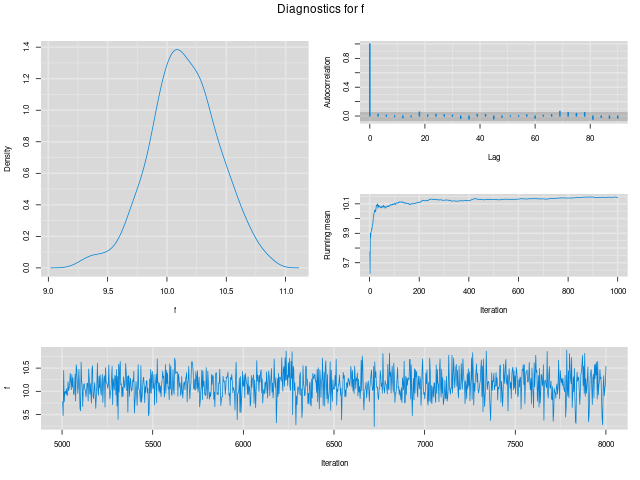 Diagnostics for f
Density
0.0 0.2 0.4 0.6 0.8 1.0 1.2 1.4
9.0 9.5 10.0 10.5 11.0
f
Autocorrelation
0.0 0.4 0.8
0 20 40 60 80
Lag
Running mean
9.7 9.9 10.1
0 200 400 600 800 1000
Iteration
f
9.5 10.0 10.5
5000 5500 6000 6500 7000 7500 8000
Iteration